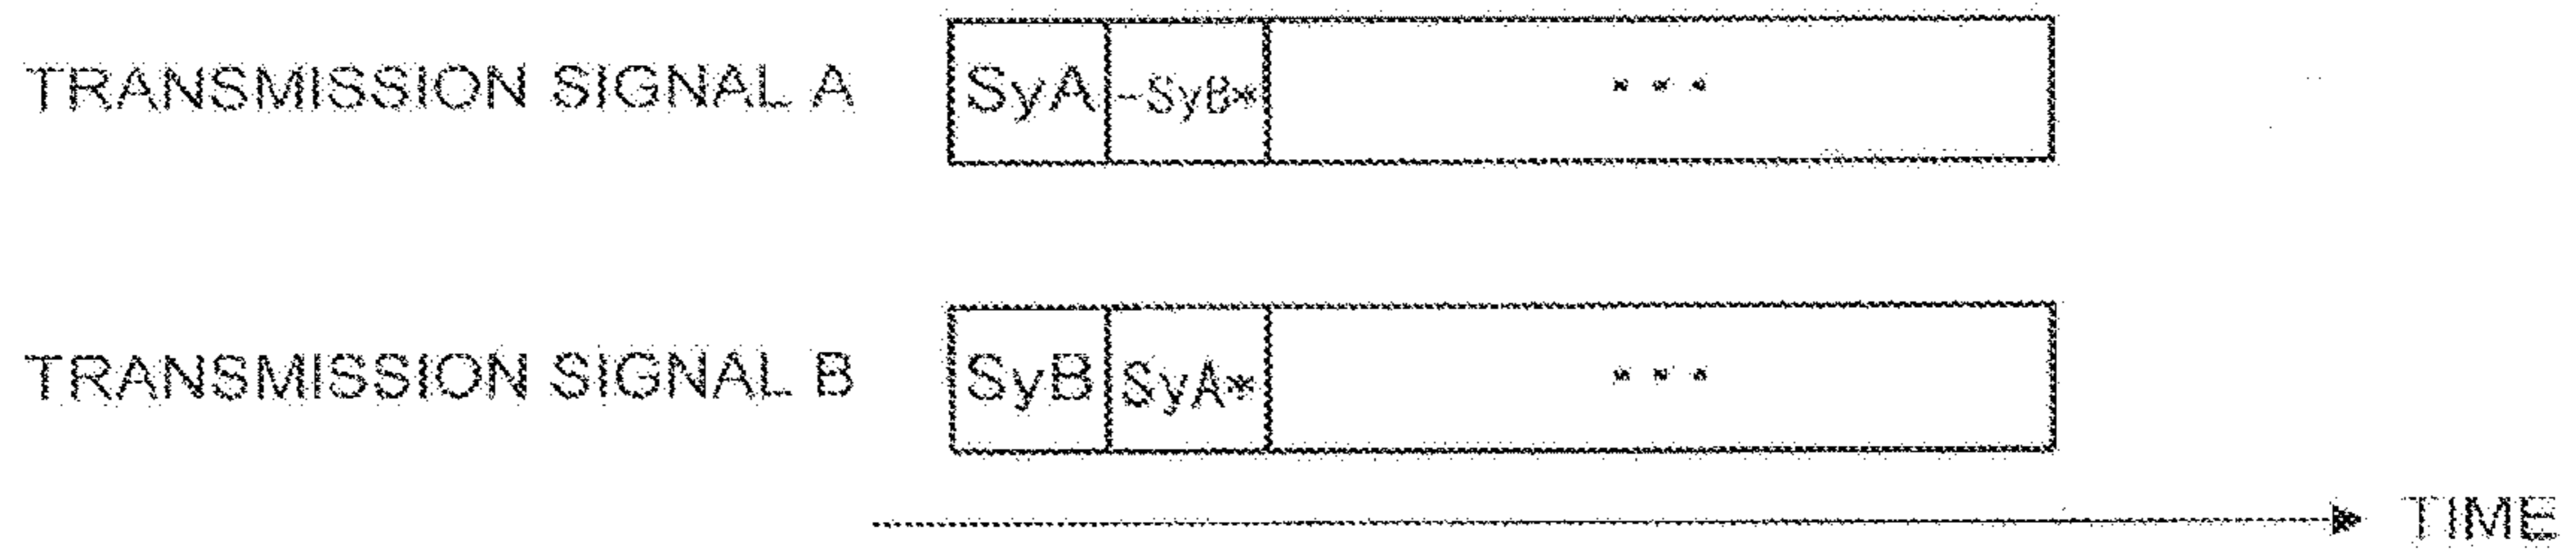 TRANSMISSION SIGNAL A SyA -SyB* ...
TRANSMISSION SIGNAL B SyB SyA* ...
TIME